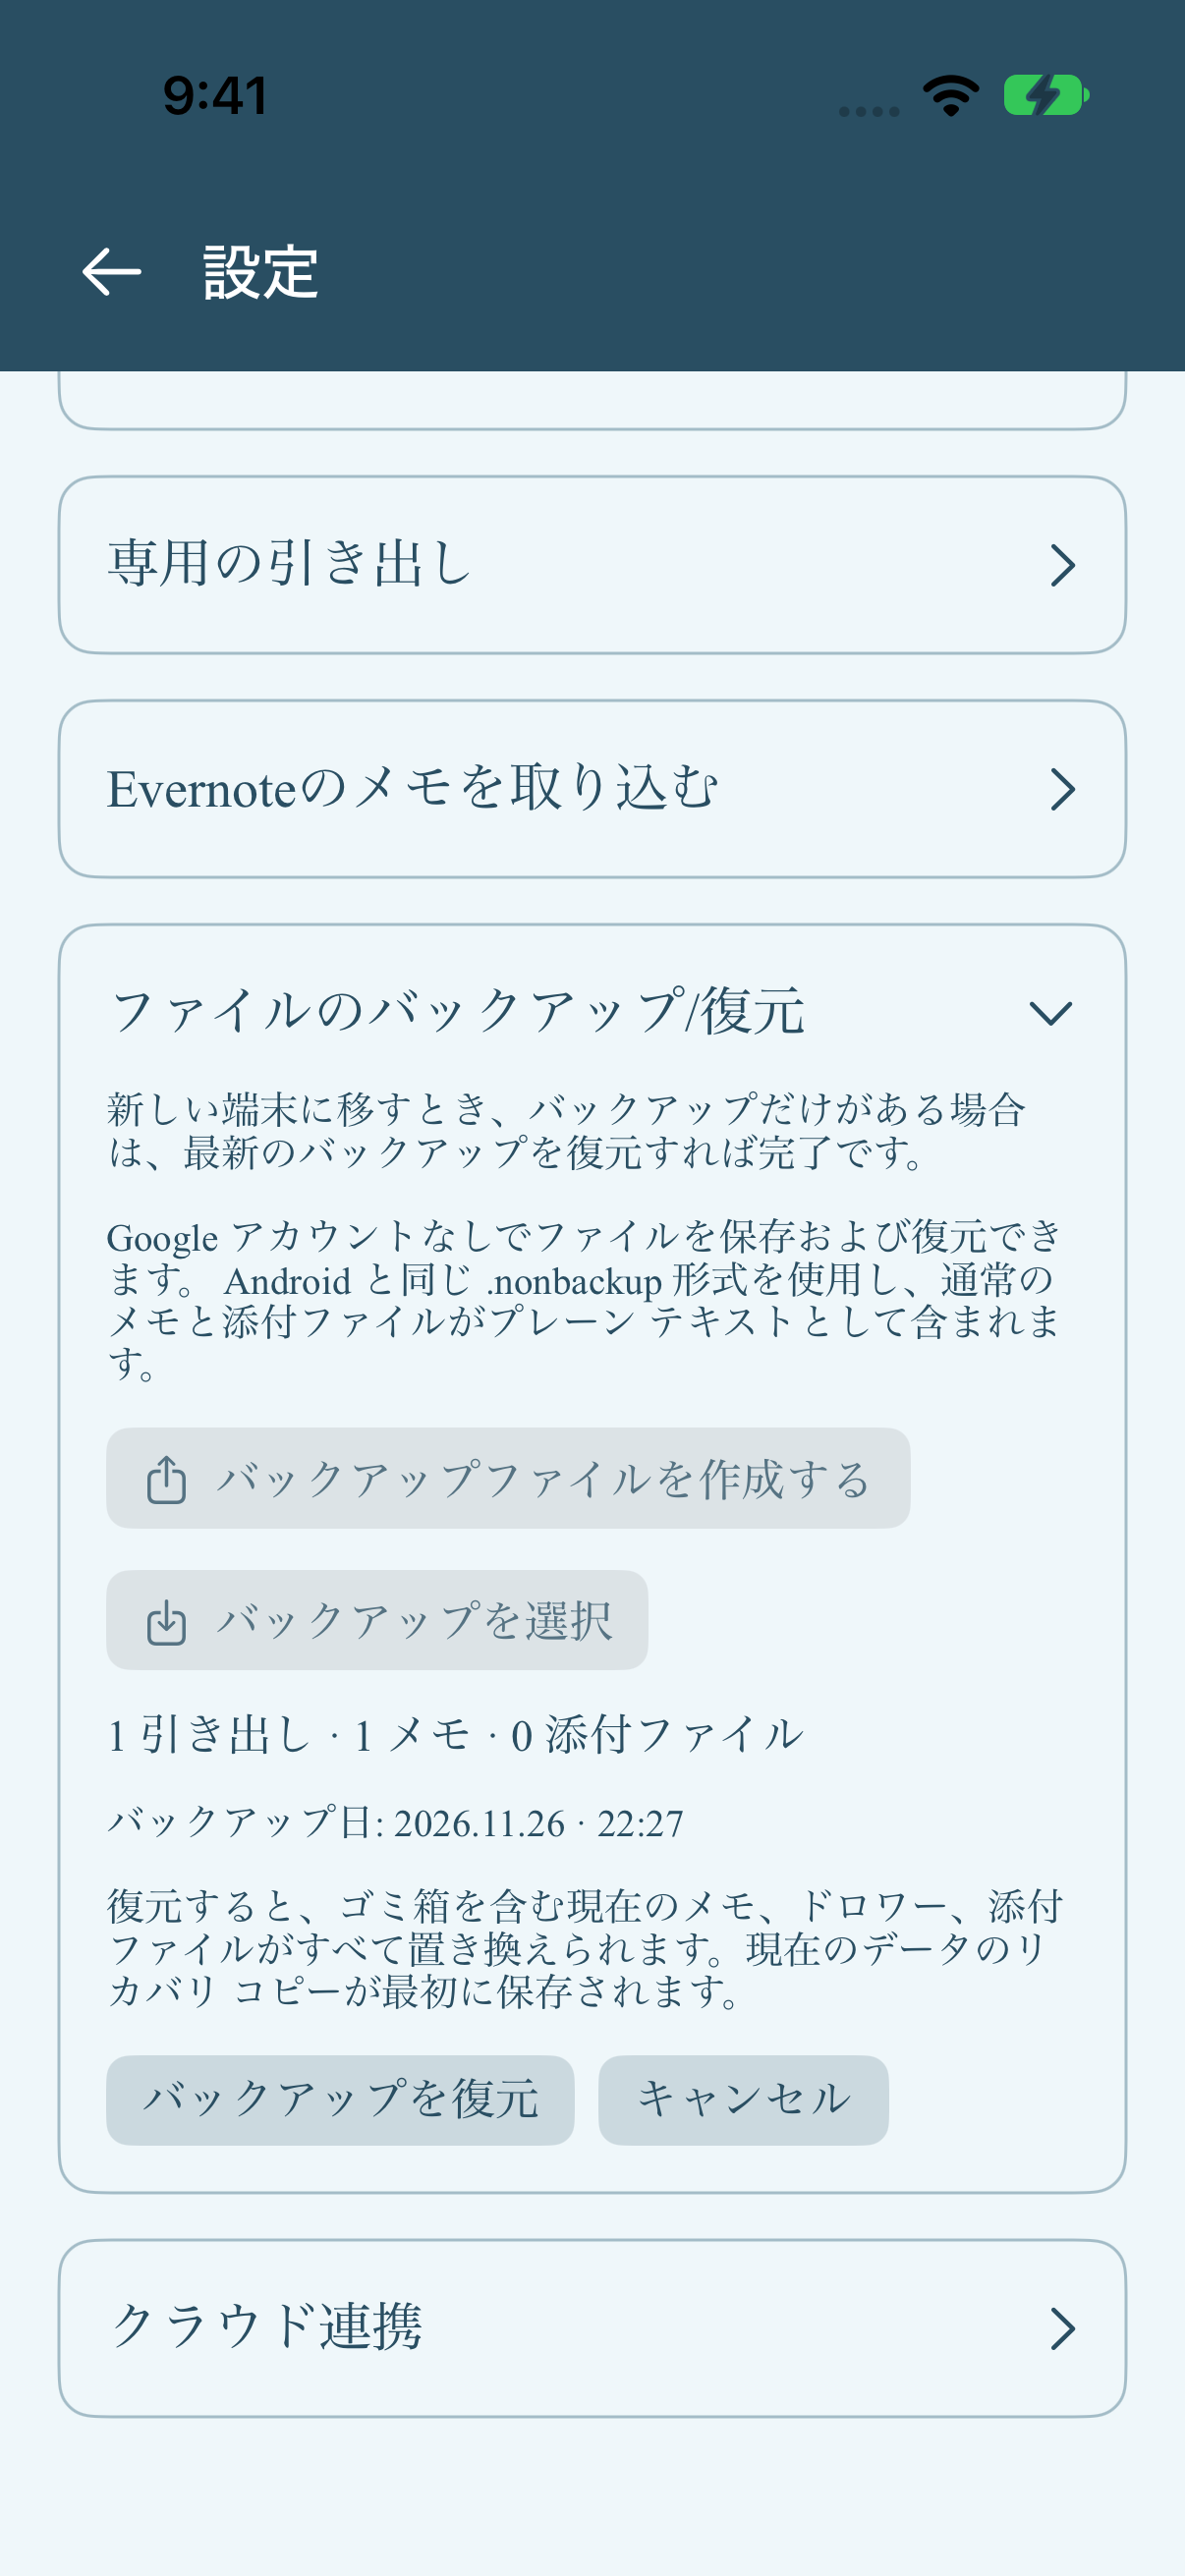 9:41
設定
専用の引き出し
Evernoteのメモを取り込む
ファイルのバックアップ/復元
新しい端末に移すとき、バックアップだけがある場合
は、最新のバックアップを復元すれば完了です。
Google アカウントなしでファイルを保存および復元でき
ます。 Android と同じ .nonbackup 形式を使用し、通常の
メモと添付ファイルがプレーン テキストとして含まれま
す。
バックアップファイルを作成する
バックアップを選択
1 引き出し · 1 メモ · 0 添付ファイル
バックアップ日: 2026.11.26 · 22:27
復元すると、ゴミ箱を含む現在のメモ、ドロワー、添付
ファイルがすべて置き換えられます。現在のデータのリ
カバリ コピーが最初に保存されます。
バックアップを復元
キャンセル
クラウド連携